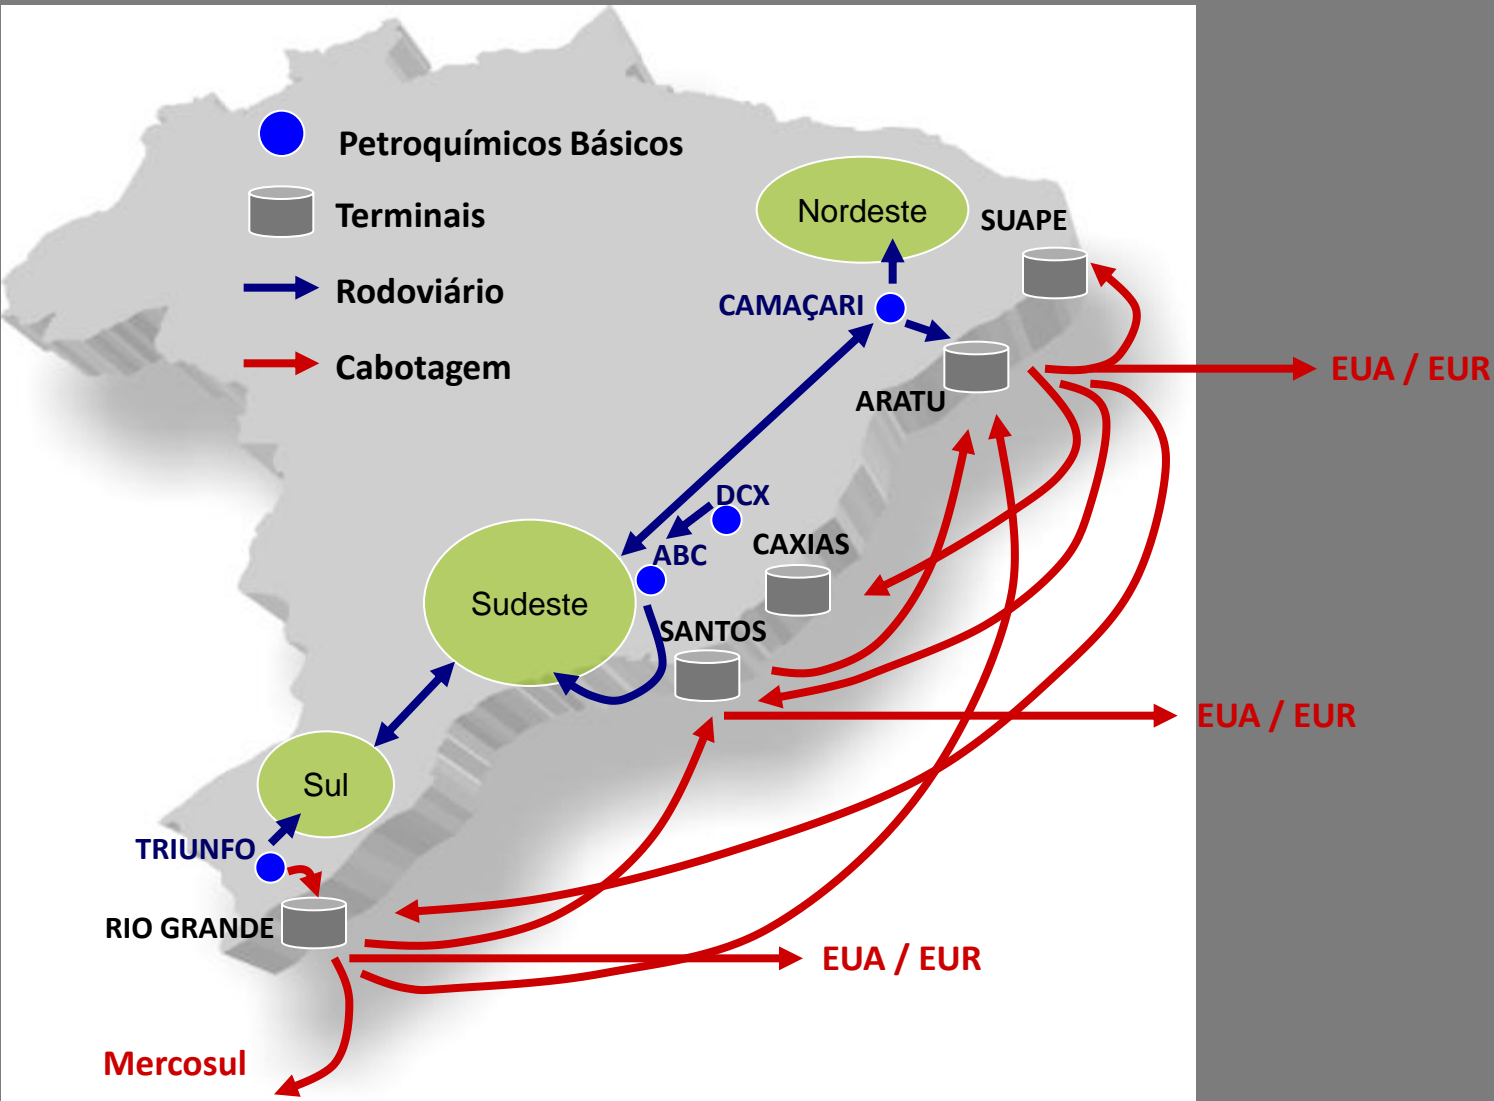 Petroquímicos Básicos
Terminais
Rodoviário
Cabotagem
Nordeste
SUAPE
CAMAÇARI
EUA / EUR
ARATU
DCX
CAXIAS
ABC
Sudeste
SANTOS
EUA / EUR
Sul
TRIUNFO
RIO GRANDE
EUA / EUR
Mercosul